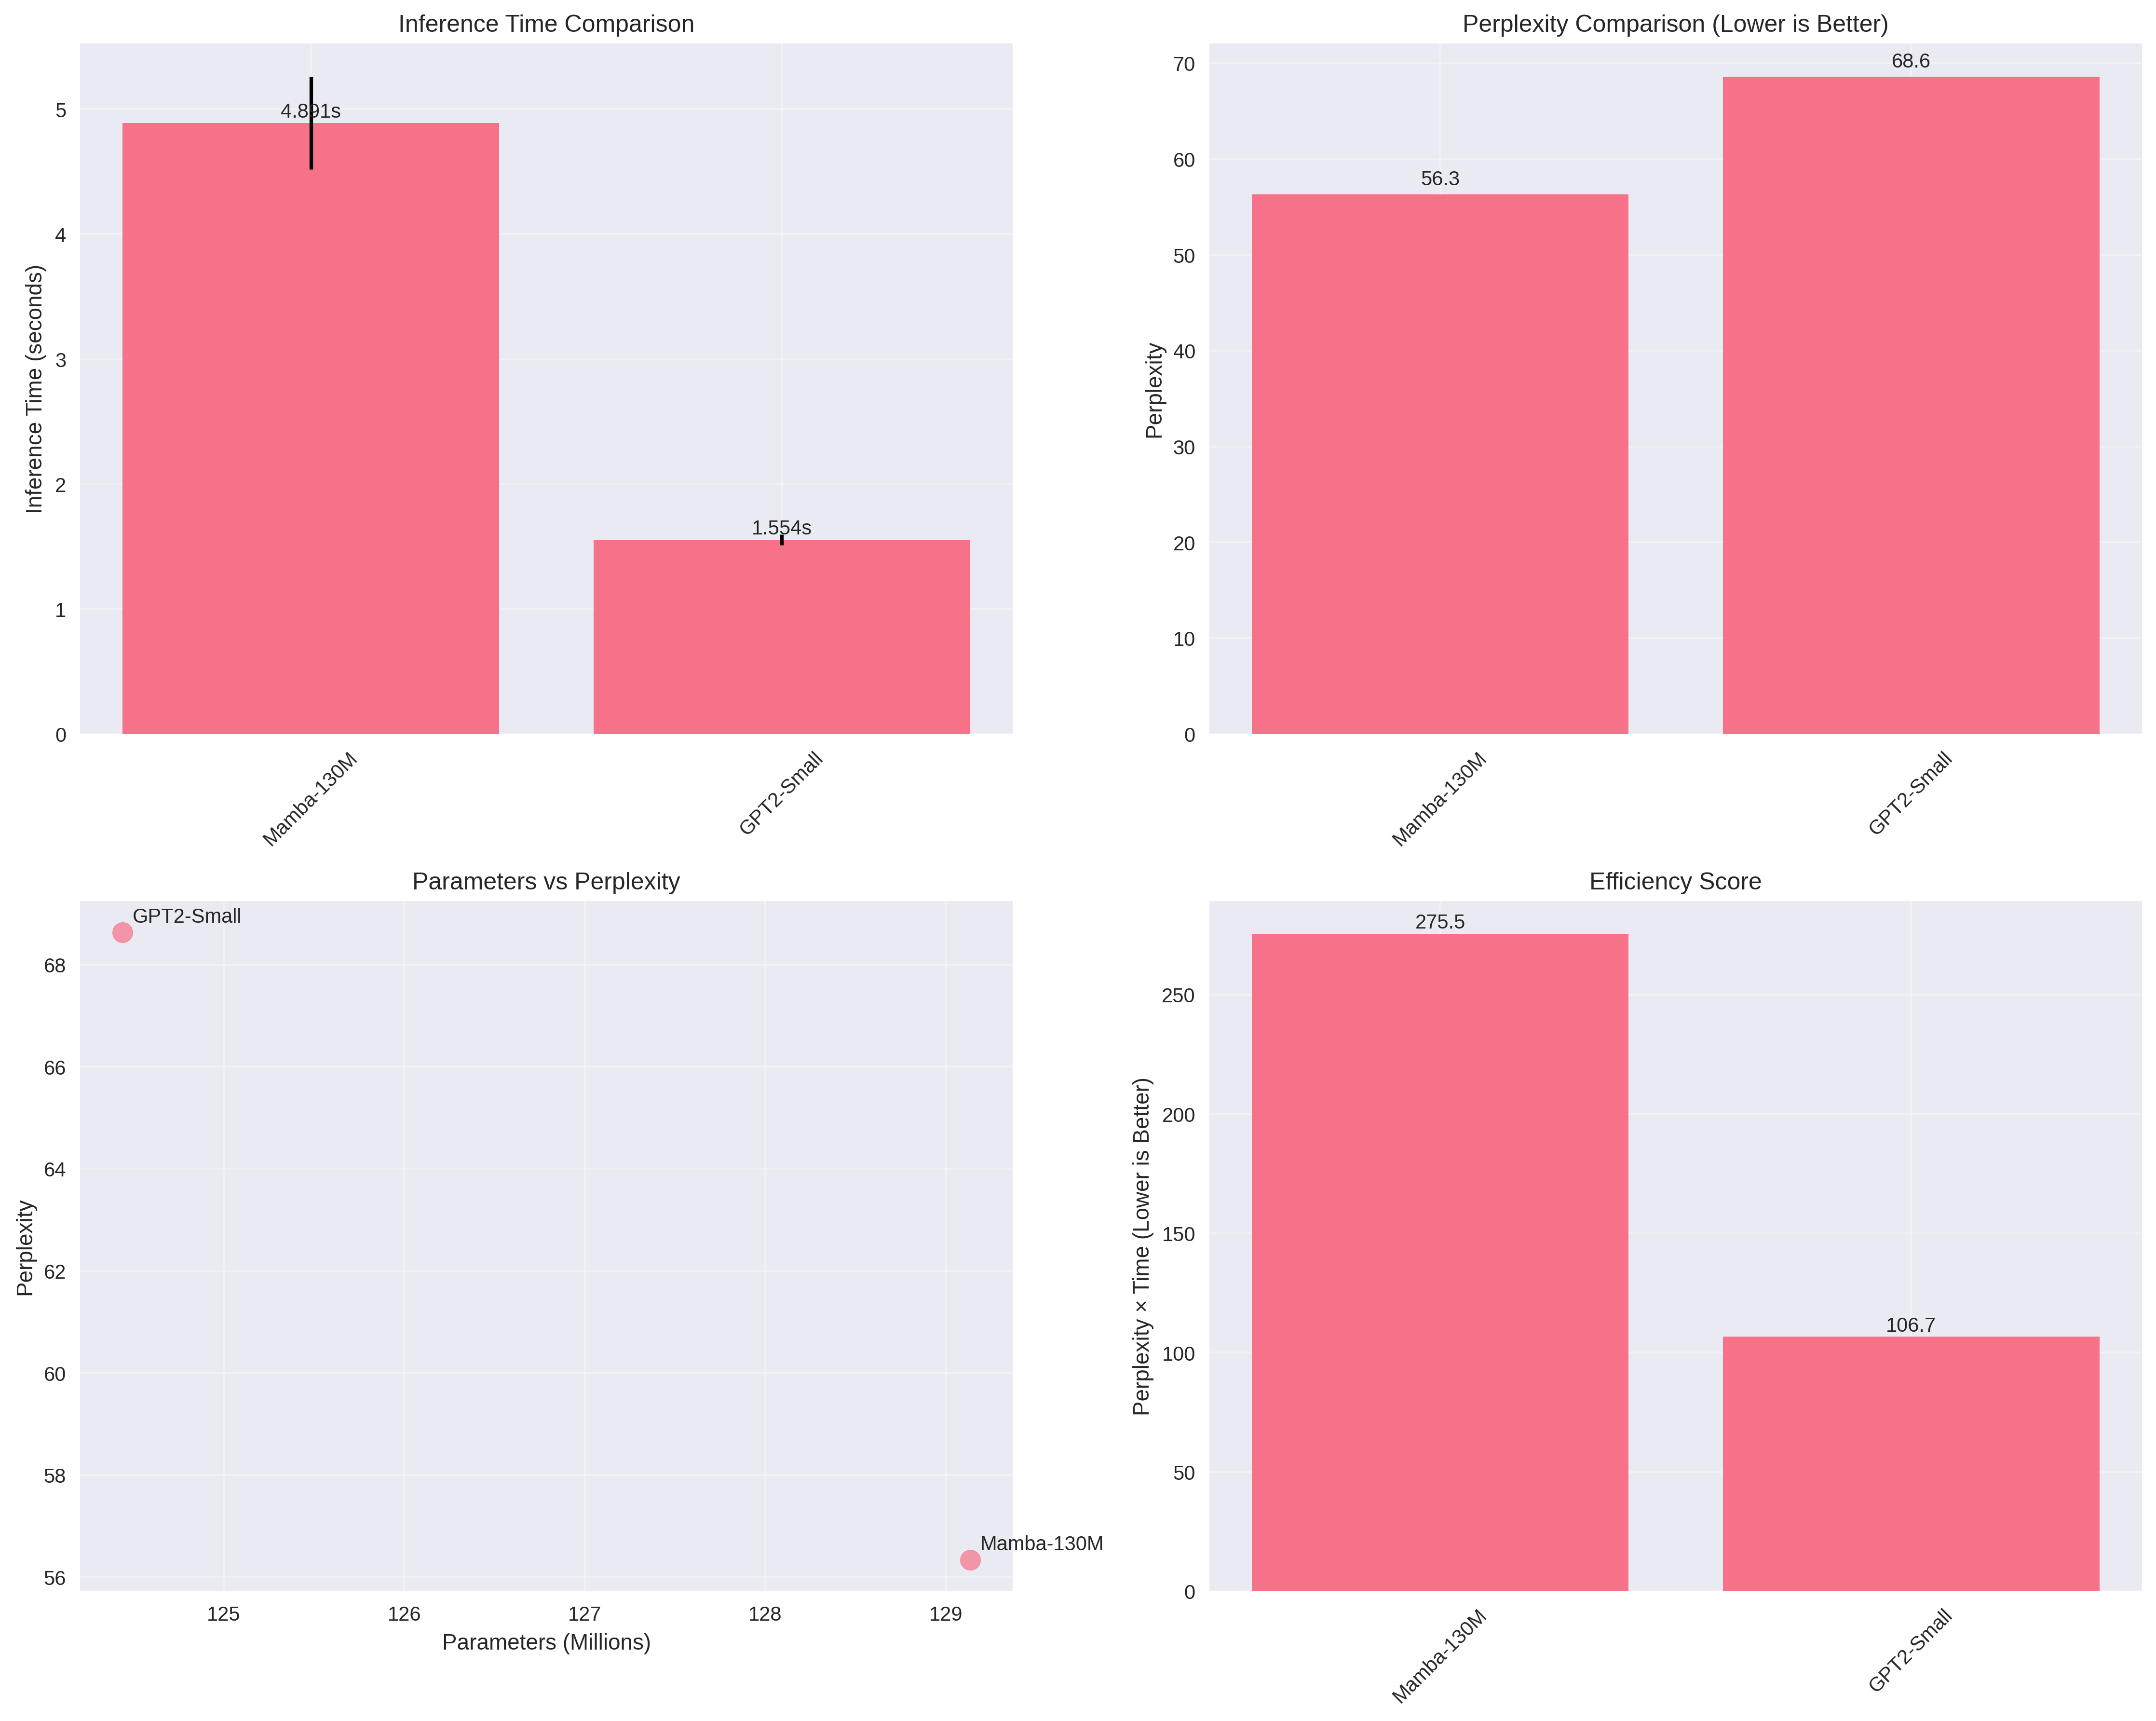 Inference Time Comparison
Inference Time (seconds)
5
4
3
2
1
0
4.891s
1.554s
Mamba-130M
GPT2-Small
Perplexity Comparison (Lower is Better)
Perplexity
70
60
50
40
30
20
10
0
56.3
68.6
Mamba-130M
GPT2-Small
Parameters vs Perplexity
Perplexity
68
66
64
62
60
58
56
GPT2-Small
Mamba-130M
125
126
127
128
129
Parameters (Millions)
Efficiency Score
Perplexity × Time (Lower is Better)
250
200
150
100
50
0
275.5
106.7
Mamba-130M
GPT2-Small